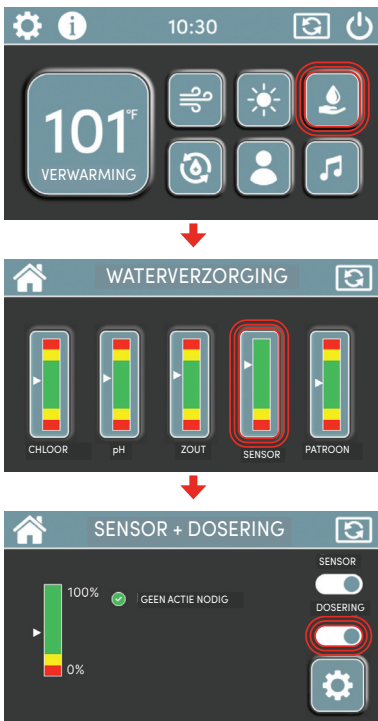 10:30
101°F
VERWARMING
WATERVERZORGING
CHLOOR pH ZOUT SENSOR PATROON
SENSOR + DOSERING
SENSOR
100% GEEN ACTIE NODIG
DOSERING
0%